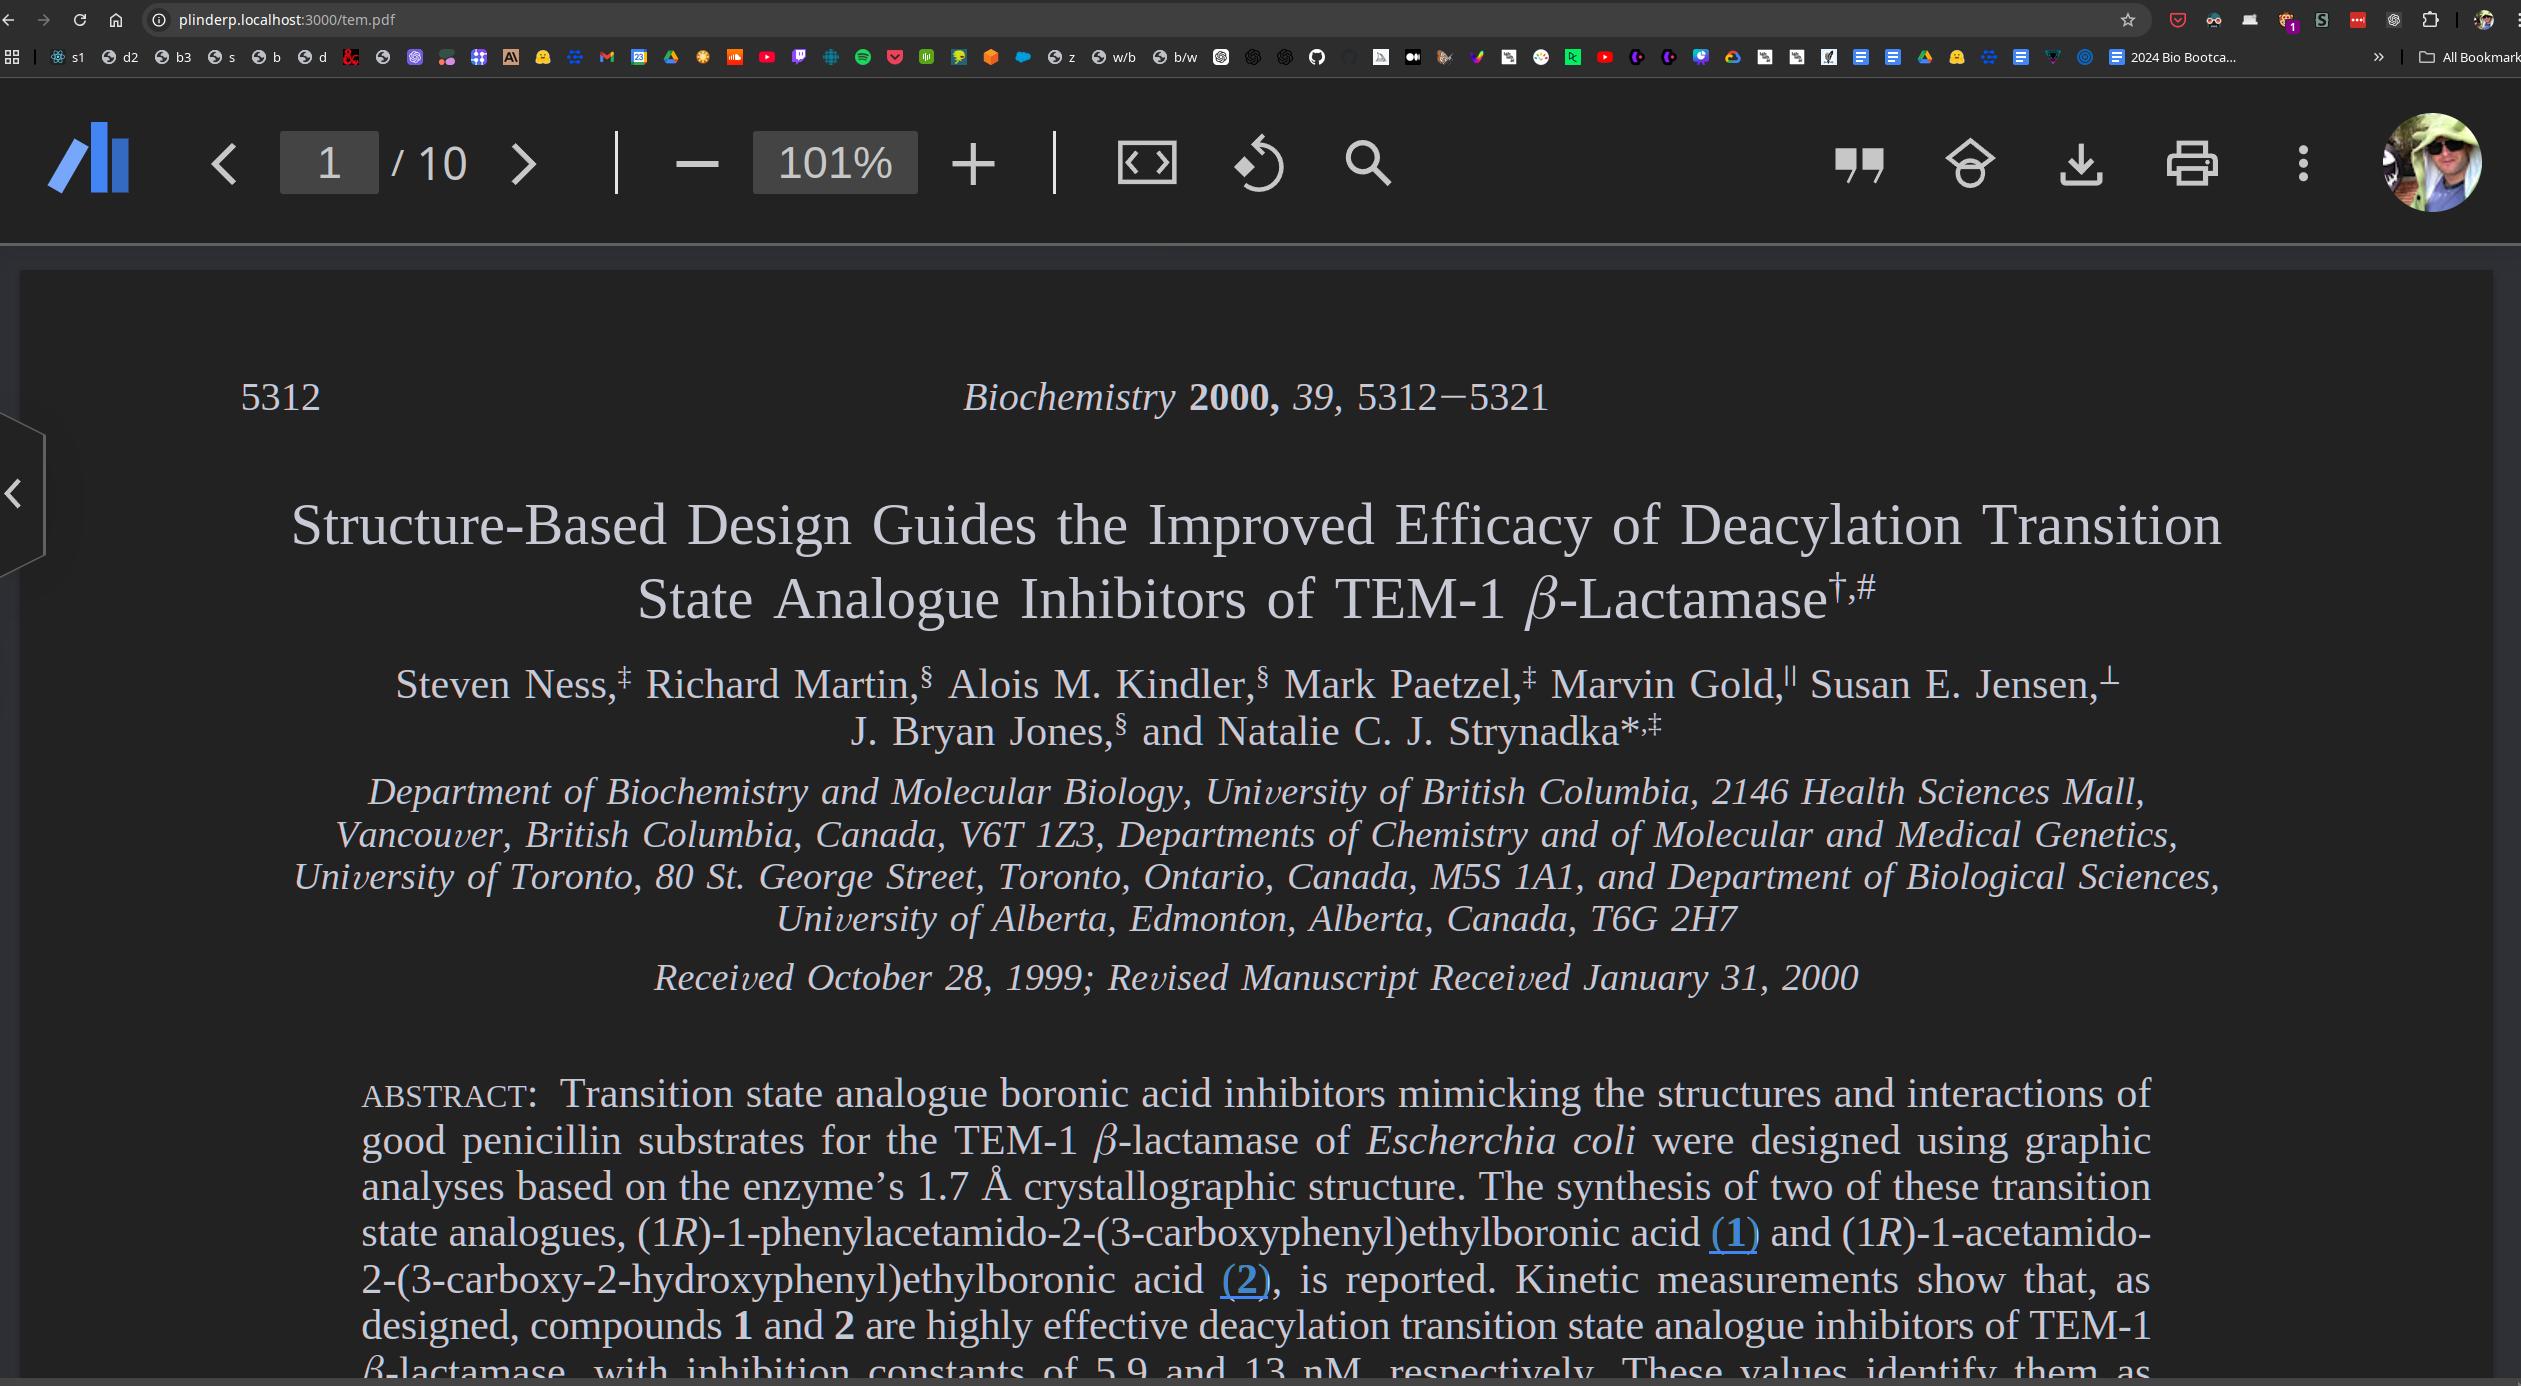 plinderp.localhost:3000/tem.pdf
s1 d2 b3 s b d z w/b b/w 2024 Bio Bootca... All Bookmark
1 / 10 101%
5312 Biochemistry 2000, 39, 5312−5321
Structure-Based Design Guides the Improved Efficacy of Deacylation Transition
State Analogue Inhibitors of TEM-1 β-Lactamase†,#
Steven Ness,‡ Richard Martin,§ Alois M. Kindler,§ Mark Paetzel,‡ Marvin Gold,|| Susan E. Jensen,⊥
J. Bryan Jones,§ and Natalie C. J. Strynadka*,‡
Department of Biochemistry and Molecular Biology, University of British Columbia, 2146 Health Sciences Mall,
Vancouver, British Columbia, Canada, V6T 1Z3, Departments of Chemistry and of Molecular and Medical Genetics,
University of Toronto, 80 St. George Street, Toronto, Ontario, Canada, M5S 1A1, and Department of Biological Sciences,
University of Alberta, Edmonton, Alberta, Canada, T6G 2H7
Received October 28, 1999; Revised Manuscript Received January 31, 2000
ABSTRACT: Transition state analogue boronic acid inhibitors mimicking the structures and interactions of
good penicillin substrates for the TEM-1 β-lactamase of Escherchia coli were designed using graphic
analyses based on the enzyme’s 1.7 Å crystallographic structure. The synthesis of two of these transition
state analogues, (1R)-1-phenylacetamido-2-(3-carboxyphenyl)ethylboronic acid (1) and (1R)-1-acetamido-
2-(3-carboxy-2-hydroxyphenyl)ethylboronic acid (2), is reported. Kinetic measurements show that, as
designed, compounds 1 and 2 are highly effective deacylation transition state analogue inhibitors of TEM-1
β-lactamase, with inhibition constants of 5.9 and 13 nM, respectively. These values identify them as